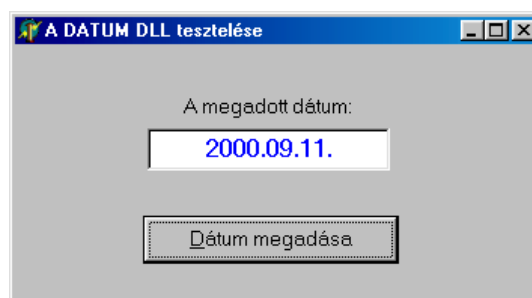 A DATUM DLL tesztelése
A megadott dátum:
2000.09.11.
Dátum megadása